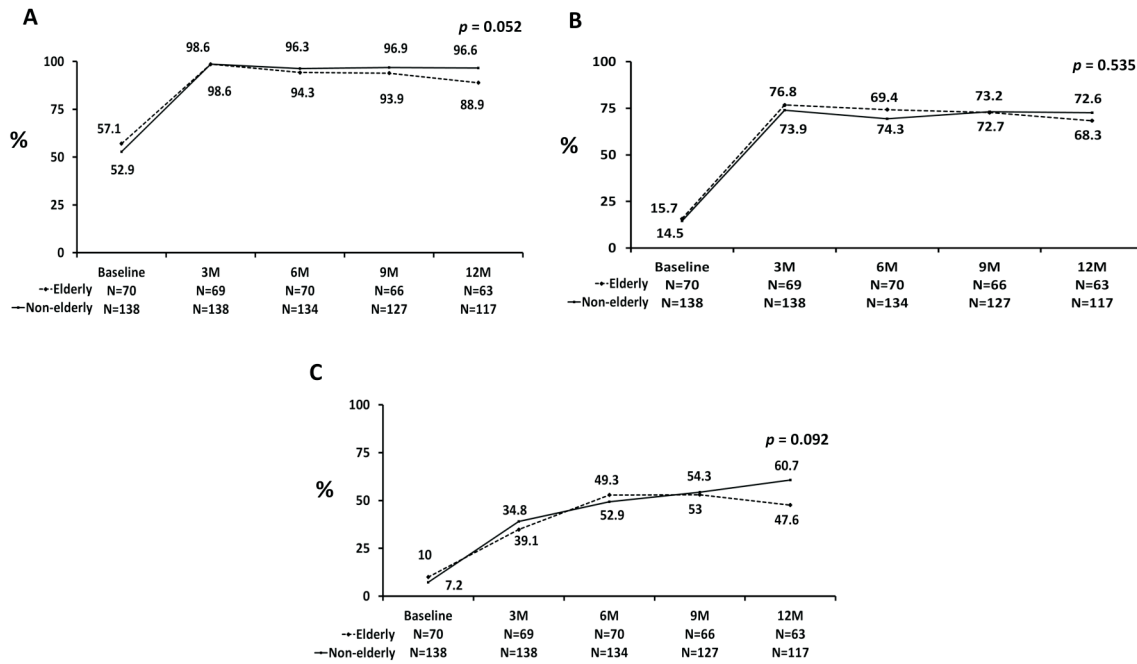 A
p = 0.052
98.6 96.3 96.9 96.6
100
98.6 94.3 93.9 88.9
75
57.1
%
50
52.9
25
0
Baseline 3M 6M 9M 12M
Elderly N=70 N=69 N=70 N=66 N=63
Non-elderly N=138 N=138 N=134 N=127 N=117
B
p = 0.535
100
76.8 69.4 73.2 72.6
75
73.9 74.3 72.7 68.3
%
50
25
15.7
14.5
0
Baseline 3M 6M 9M 12M
Elderly N=70 N=69 N=70 N=66 N=63
Non-elderly N=138 N=138 N=134 N=127 N=117
C
100
p = 0.092
75
49.3 54.3 60.7
%
50
34.8 52.9 53 47.6
39.1
25
10
7.2
0
Baseline 3M 6M 9M 12M
Elderly N=70 N=69 N=70 N=66 N=63
Non-elderly N=138 N=138 N=134 N=127 N=117